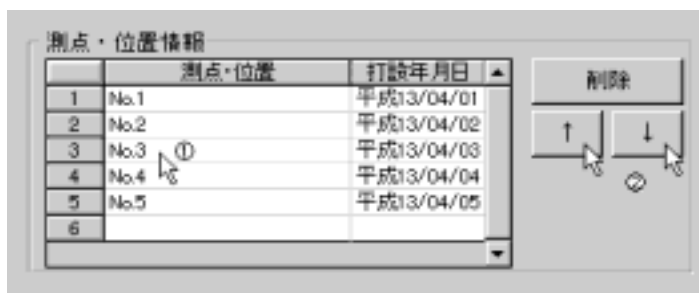 測点・位置情報
測点・位置 打設年月日 ▲
1 No.1 平成13/04/01
2 No.2 平成13/04/02
3 No.3 ① 平成13/04/03
4 No.4 平成13/04/04
5 No.5 平成13/04/05
6
▼
削除
↑ ↓
②